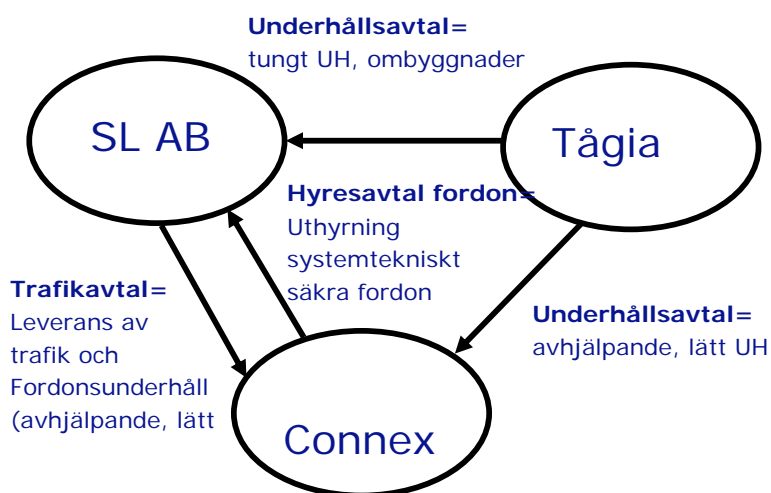 Underhållsavtal=
tungt UH, ombyggnader
SL AB
Tågia
Hyresavtal fordon=
Uthyrning
systemtekniskt
säkra fordon
Trafikavtal=
Leverans av
trafik och
Fordonsunderhåll
(avhjälpande, lätt
Underhållsavtal=
avhjälpande, lätt UH
Connex